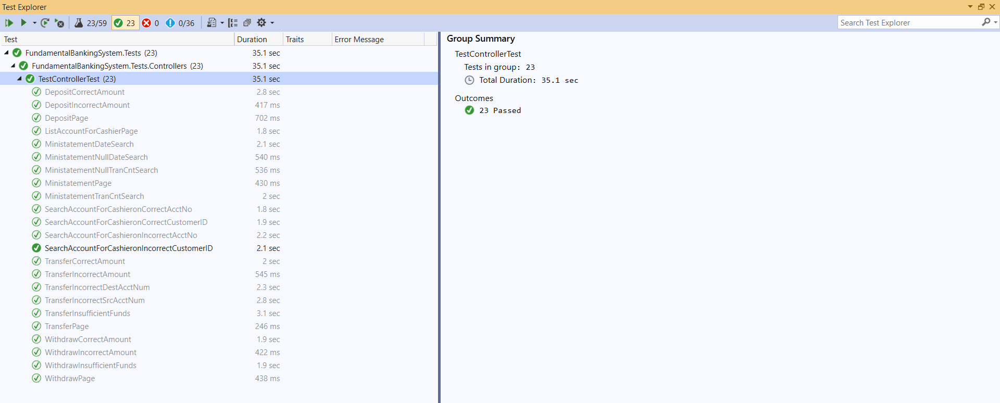 Test Explorer
23/59 23 0 0/36 Search Test Explorer
Test Duration Traits Error Message
FundamentalBankingSystem.Tests (23) 35.1 sec
FundamentalBankingSystem.Tests.Controllers (23) 35.1 sec
TestControllerTest (23) 35.1 sec
DepositCorrectAmount 2.8 sec
DepositIncorrectAmount 417 ms
DepositPage 702 ms
ListAccountForCashierPage 1.8 sec
MinistatementDateSearch 2.1 sec
MinistatementNullDateSearch 540 ms
MinistatementNullTranCntSearch 536 ms
MinistatementPage 430 ms
MinistatementTranCntSearch 2 sec
SearchAccountForCashieronCorrectAcctNo 1.8 sec
SearchAccountForCashieronCorrectCustomerID 1.9 sec
SearchAccountForCashieronIncorrectAcctNo 2.2 sec
SearchAccountForCashieronIncorrectCustomerID 2.1 sec
TransferCorrectAmount 2 sec
TransferIncorrectAmount 545 ms
TransferIncorrectDestAcctNum 2.3 sec
TransferIncorrectSrcAcctNum 2.8 sec
TransferInsufficientFunds 3.1 sec
TransferPage 246 ms
WithdrawCorrectAmount 1.9 sec
WithdrawIncorrectAmount 422 ms
WithdrawInsufficientFunds 1.9 sec
WithdrawPage 438 ms
Group Summary
TestControllerTest
Tests in group: 23
Total Duration: 35.1 sec
Outcomes
23 Passed